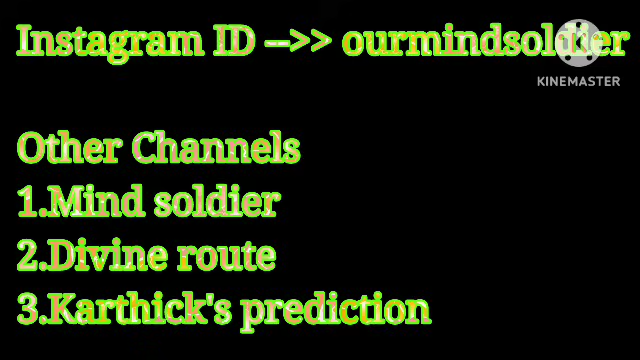 Instagram ID -->> ourmindsoldier
KINEMASTER
Other Channels
1.Mind soldier
2.Divine route
3.Karthick's prediction